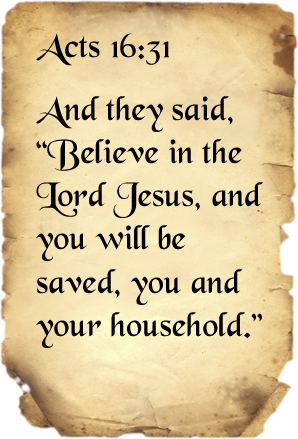 Acts 16:31
And they said,
“Believe in the
Lord Jesus, and
you will be
saved, you and
your household.”